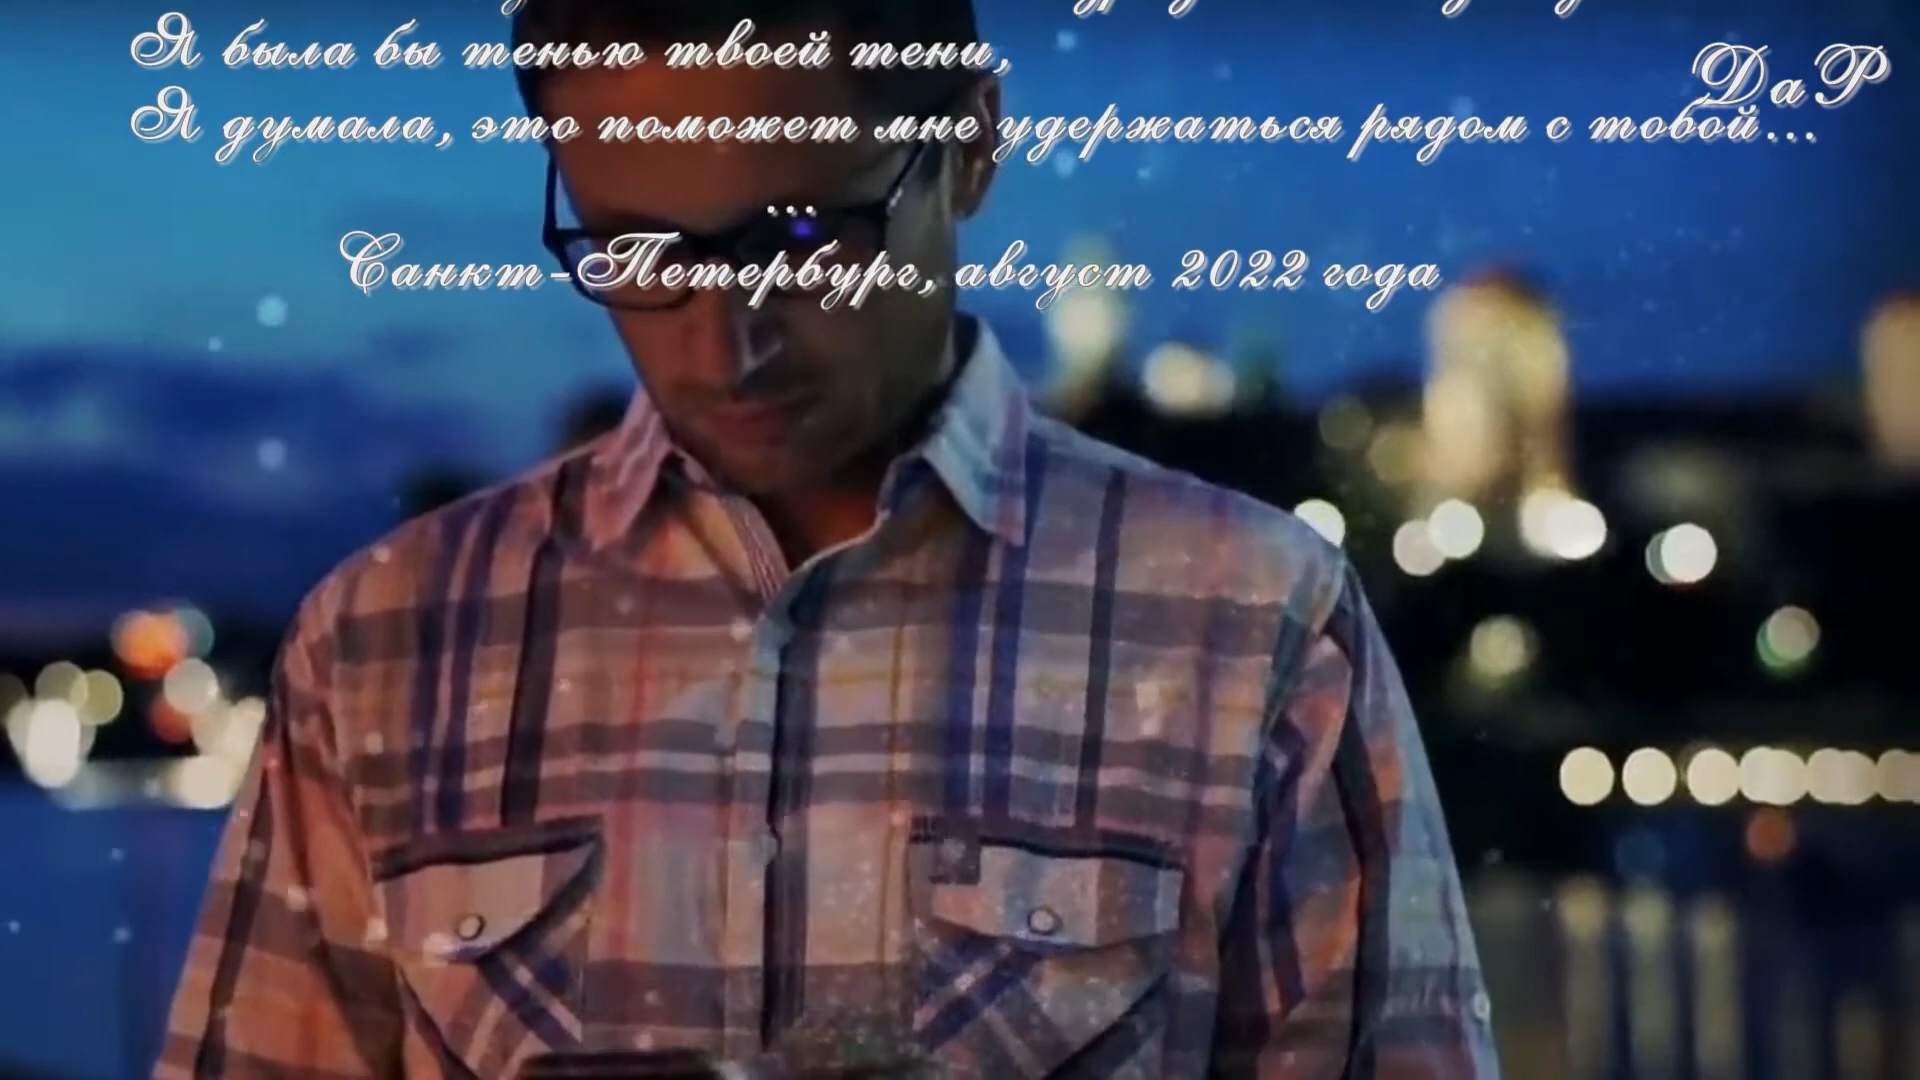 Я была бы тенью твоей тени,
ДаР
Я думала, это поможет мне удержаться рядом с тобой...
...
Санкт-Петербург, август 2022 года